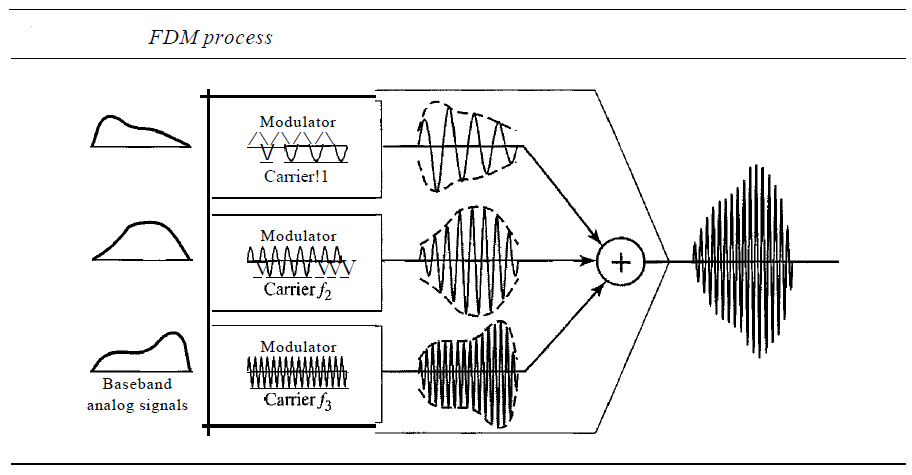 FDM process
Modulator
Carrier!1
Modulator
Carrier f2
Modulator
Carrier f3
+
Baseband
analog signals